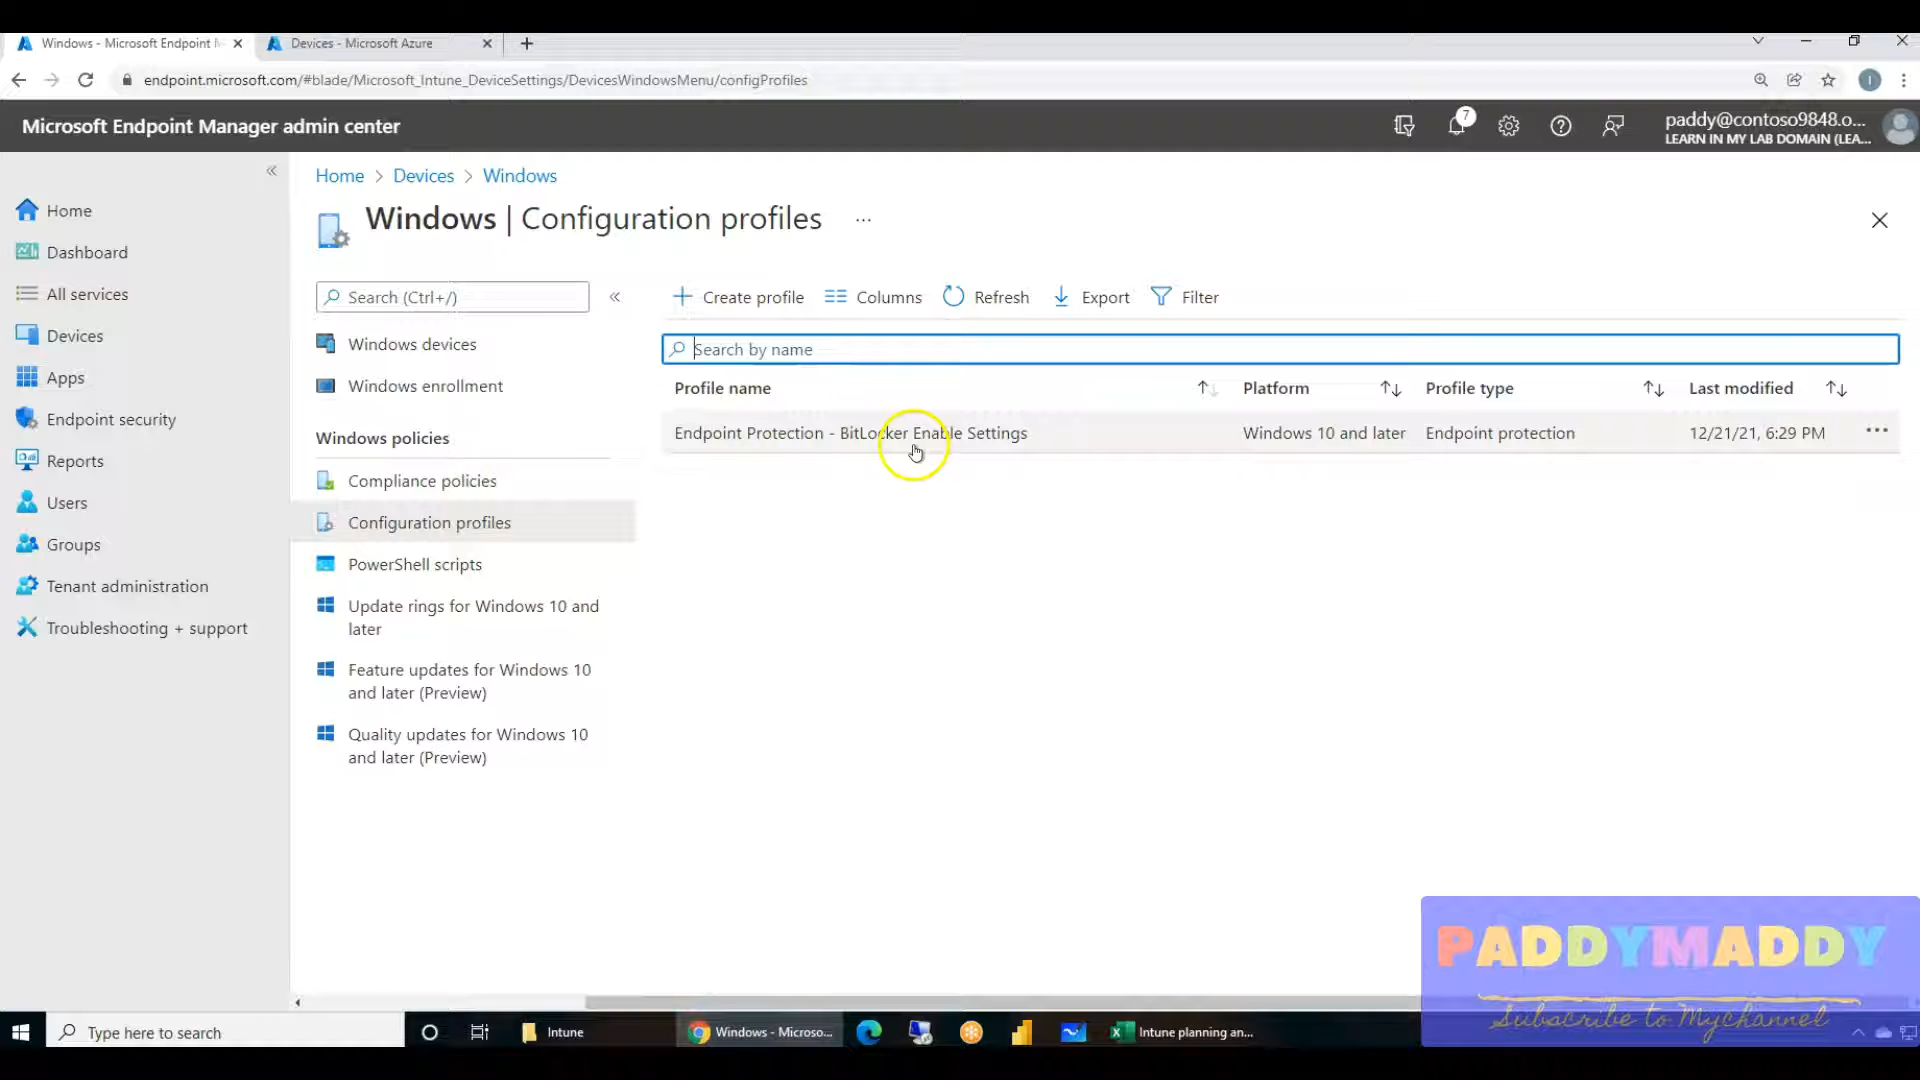 Windows - Microsoft Endpoint M
Devices - Microsoft Azure
endpoint.microsoft.com/#blade/Microsoft_Intune_DeviceSettings/DevicesWindowsMenu/configProfiles
I
Microsoft Endpoint Manager admin center
7
paddy@contoso9848.o...
LEARN IN MY LAB DOMAIN (LEA...
Home
Dashboard
All services
Devices
Apps
Endpoint security
Reports
Users
Groups
Tenant administration
Troubleshooting + support
Home > Devices > Windows
Windows | Configuration profiles
Search (Ctrl+/)
Windows devices
Windows enrollment
Windows policies
Compliance policies
Configuration profiles
PowerShell scripts
Update rings for Windows 10 and
later
Feature updates for Windows 10
and later (Preview)
Quality updates for Windows 10
and later (Preview)
Create profile
Columns
Refresh
Export
Filter
Search by name
Profile name
Platform
Profile type
Last modified
Endpoint Protection - BitLocker Enable Settings
Windows 10 and later
Endpoint protection
12/21/21, 6:29 PM
PADDYMADDY
Subscribe to Mychannel
Type here to search
Intune
Windows - Microso...
Intune planning an...